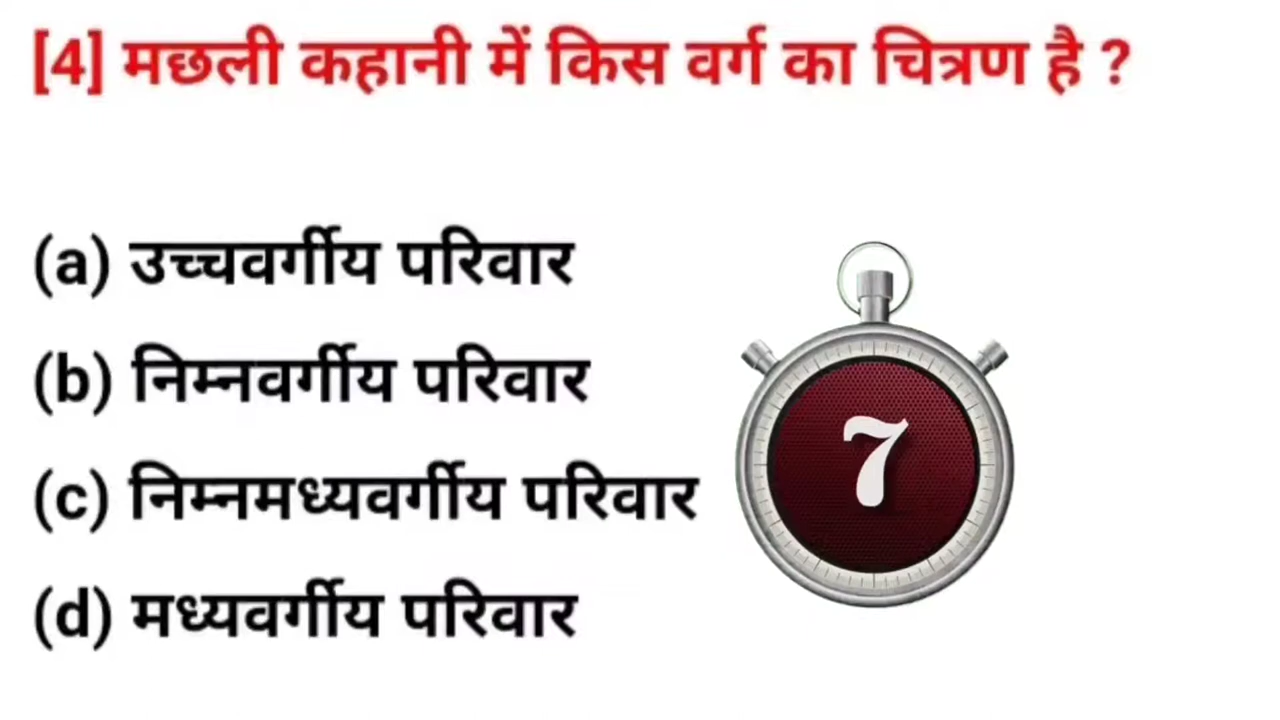 [4] मछली कहानी में किस वर्ग का चित्रण है ?
(a) उच्चवर्गीय परिवार
(b) निम्नवर्गीय परिवार
(c) निम्नमध्यवर्गीय परिवार
(d) मध्यवर्गीय परिवार
7